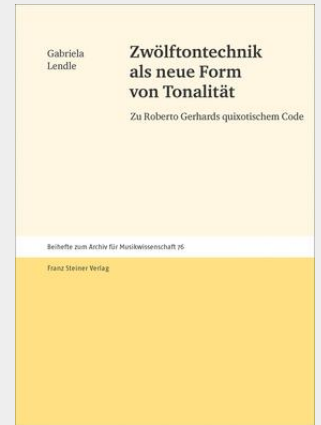 Gabriela
Lendle
Zwölftontechnik
als neue Form
von Tonalität
Zu Roberto Gerhards quixotischem Code
Beihefte zum Archiv für Musikwissenschaft 76
Franz Steiner Verlag